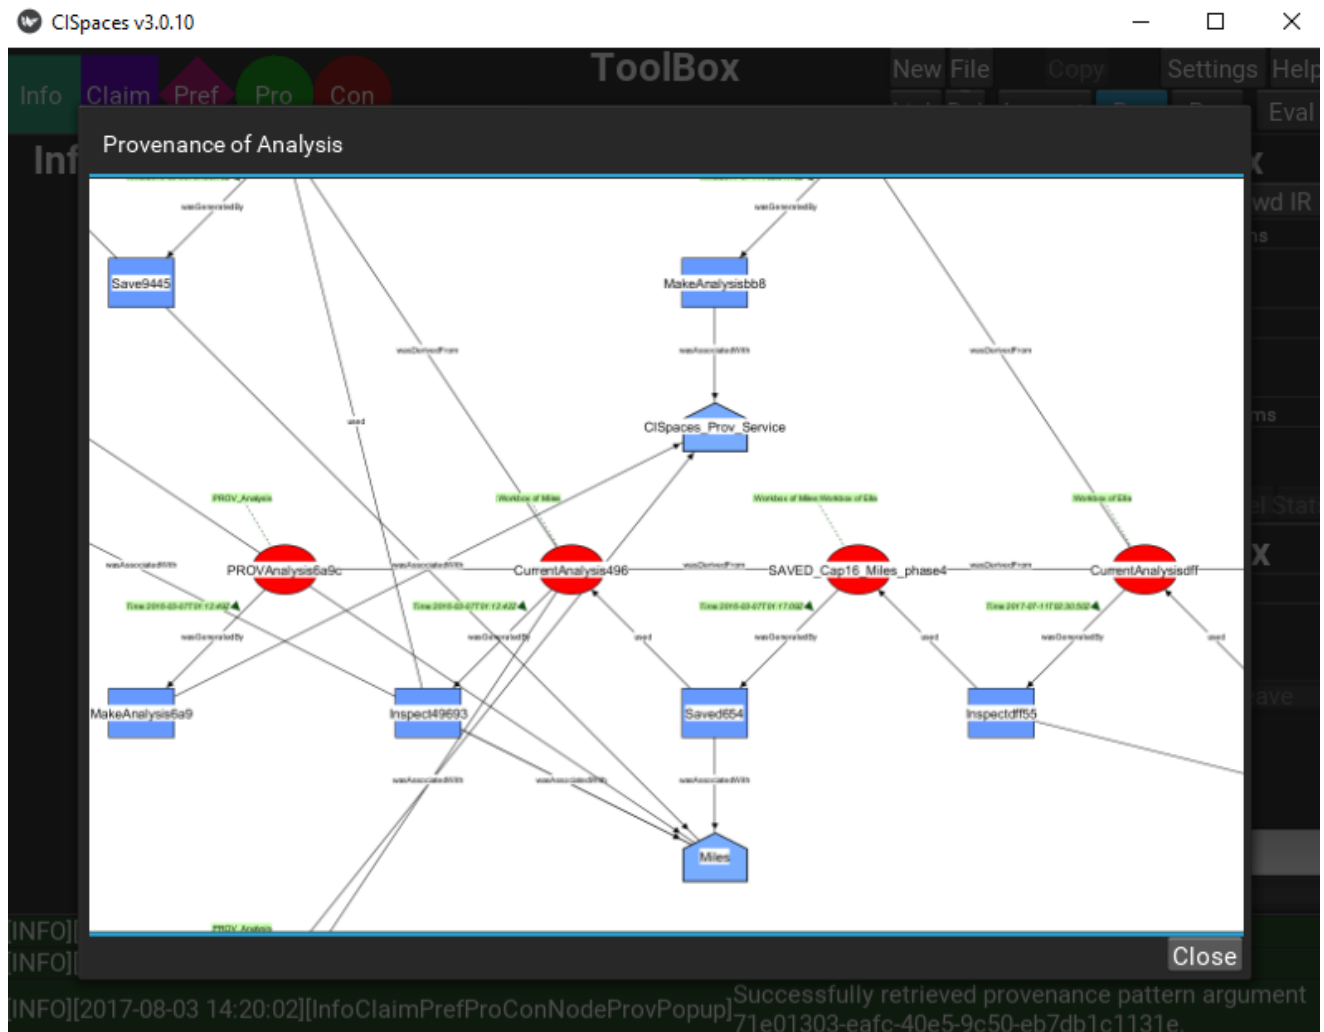 CISpaces v3.0.10
ToolBox
New File Copy Settings Help
Info Claim Pref Pro Con
Eval
Provenance of Analysis
Inf
wd IR
wasGeneratedBy wasGeneratedBy
Save9445 MakeAnalysisbb8
wasDerivedFrom wasAssociatedWith wasDerivedFrom
used
CISpaces_Prov_Service
PROV_Analysis Workbox of Miles Workbox of Miles Workbox of Ella Workbox of Ella
wasAssociatedWith PROVAnalysis6a9c wasAssociatedWith CurrentAnalysis496 wasDerivedFrom SAVED_Cap16_Miles_phase4 wasDerivedFrom CurrentAnalysisdff
wasGeneratedBy wasGeneratedBy used wasGeneratedBy used wasGeneratedBy used
MakeAnalysis6a9 Inspect49693 Saved654 Inspectdff55
wasAssociatedWith wasAssociatedWith wasAssociatedWith
Miles
PROV_Analysis
Close
[INFO][
[INFO][
[INFO][2017-08-03 14:20:02][InfoClaimPrefProConNodeProvPopup] Successfully retrieved provenance pattern argument
71e01303-eafc-40e5-9c50-eb7db1c1131e.